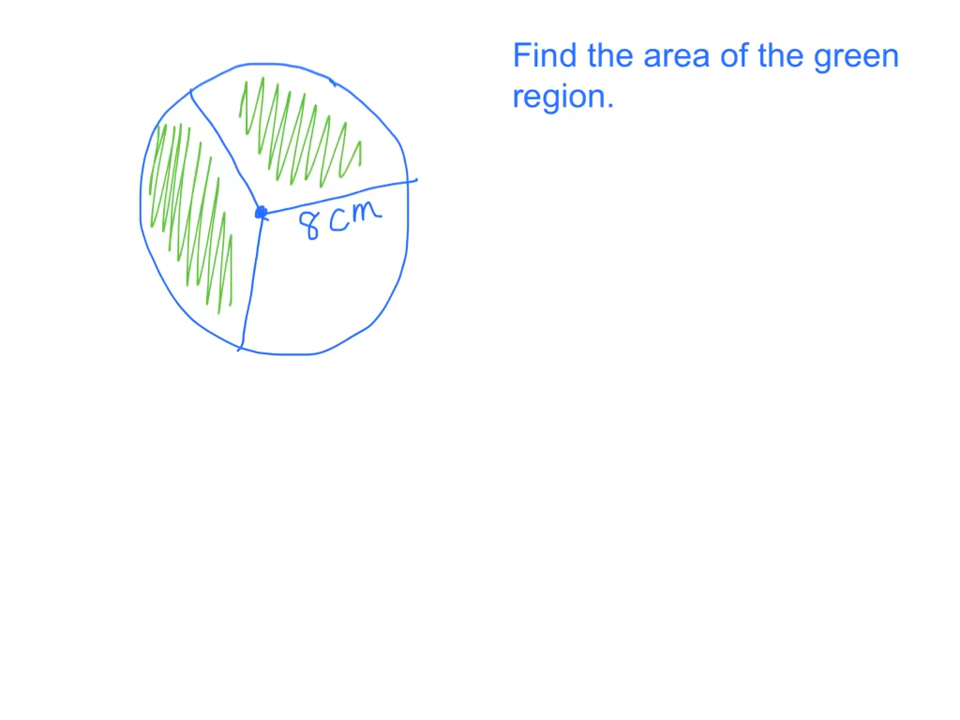 Find the area of the green
region.
8 cm